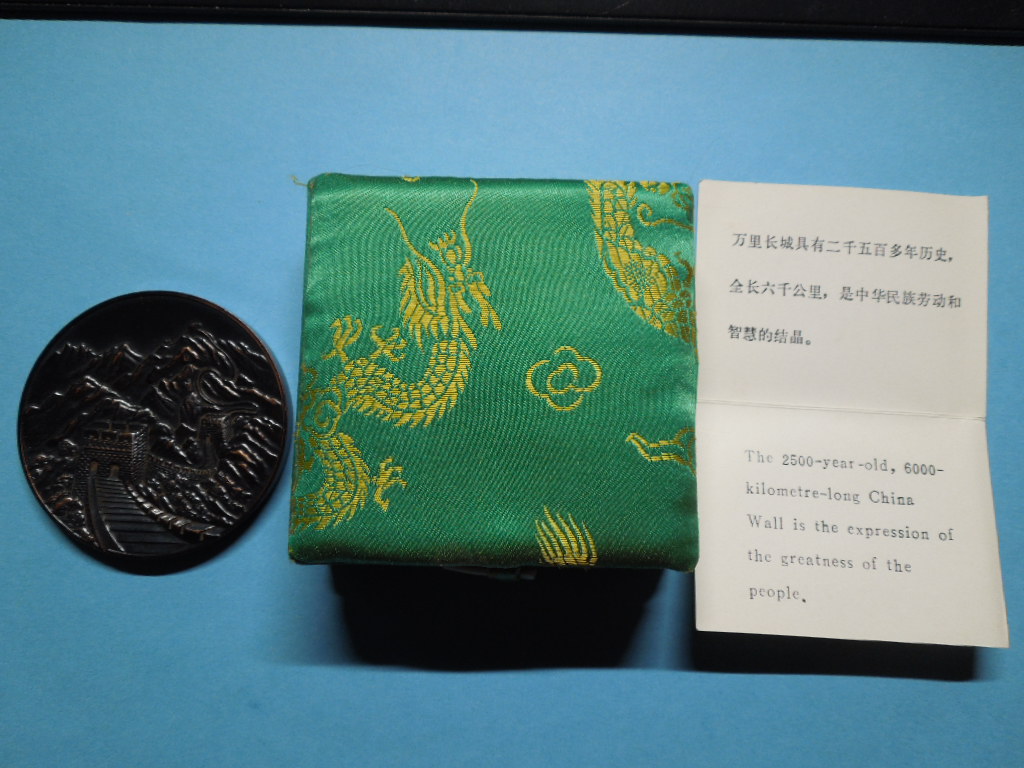 万里长城具有二千五百多年历史，
全长六千公里，是中华民族劳动和
智慧的结晶。
The 2500-year-old, 6000-
kilometre-long China
Wall is the expression of
the greatness of the
people.